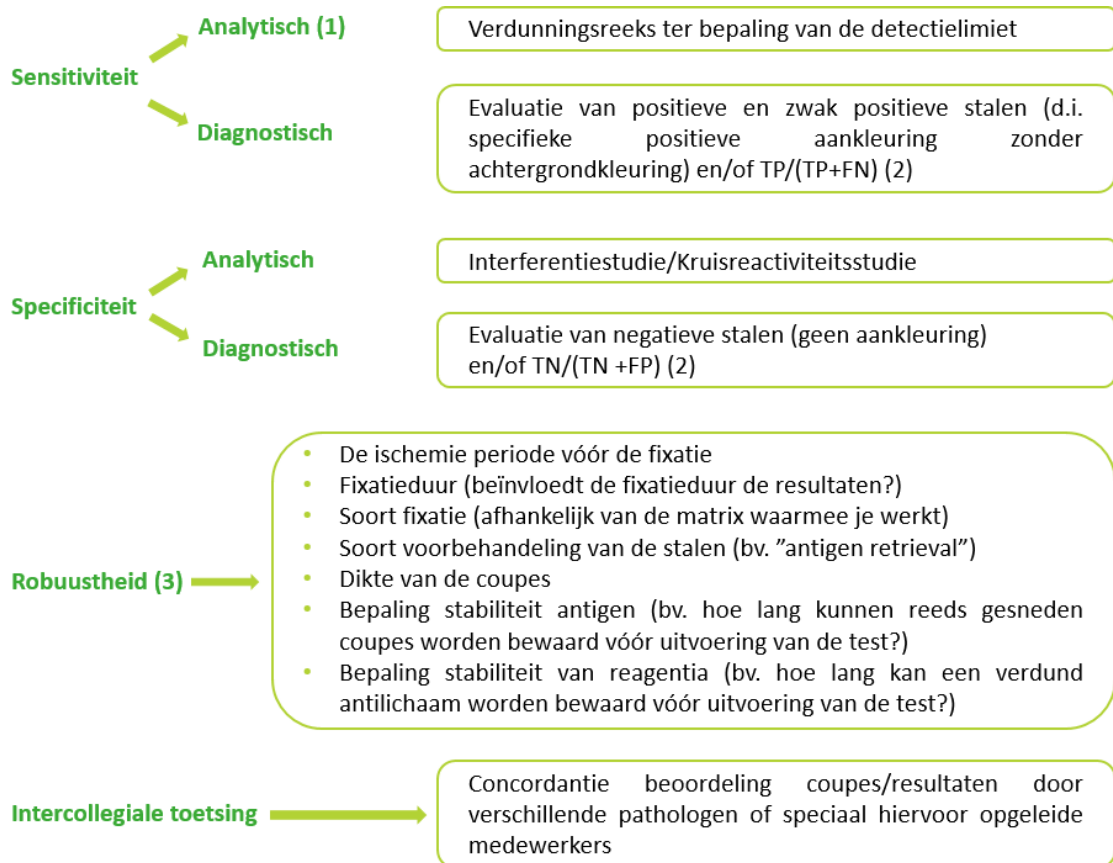 Analytisch (1)
Verdunningsreeks ter bepaling van de detectielimiet
Sensitiviteit
Diagnostisch
Evaluatie van positieve en zwak positieve stalen (d.i.
specifieke positieve aankleuring zonder
achtergrondkleuring) en/of TP/(TP+FN) (2)
Analytisch
Interferentiestudie/Kruisreactiviteitsstudie
Specificiteit
Diagnostisch
Evaluatie van negatieve stalen (geen aankleuring)
en/of TN/(TN +FP) (2)
Robuustheid (3)
• De ischemie periode vóór de fixatie
• Fixatieduur (beïnvloedt de fixatieduur de resultaten?)
• Soort fixatie (afhankelijk van de matrix waarmee je werkt)
• Soort voorbehandeling van de stalen (bv. ”antigen retrieval”)
• Dikte van de coupes
• Bepaling stabiliteit antigen (bv. hoe lang kunnen reeds gesneden
coupes worden bewaard vóór uitvoering van de test?)
• Bepaling stabiliteit van reagentia (bv. hoe lang kan een verdund
antilichaam worden bewaard vóór uitvoering van de test?)
Intercollegiale toetsing
Concordantie beoordeling coupes/resultaten door
verschillende pathologen of speciaal hiervoor opgeleide
medewerkers